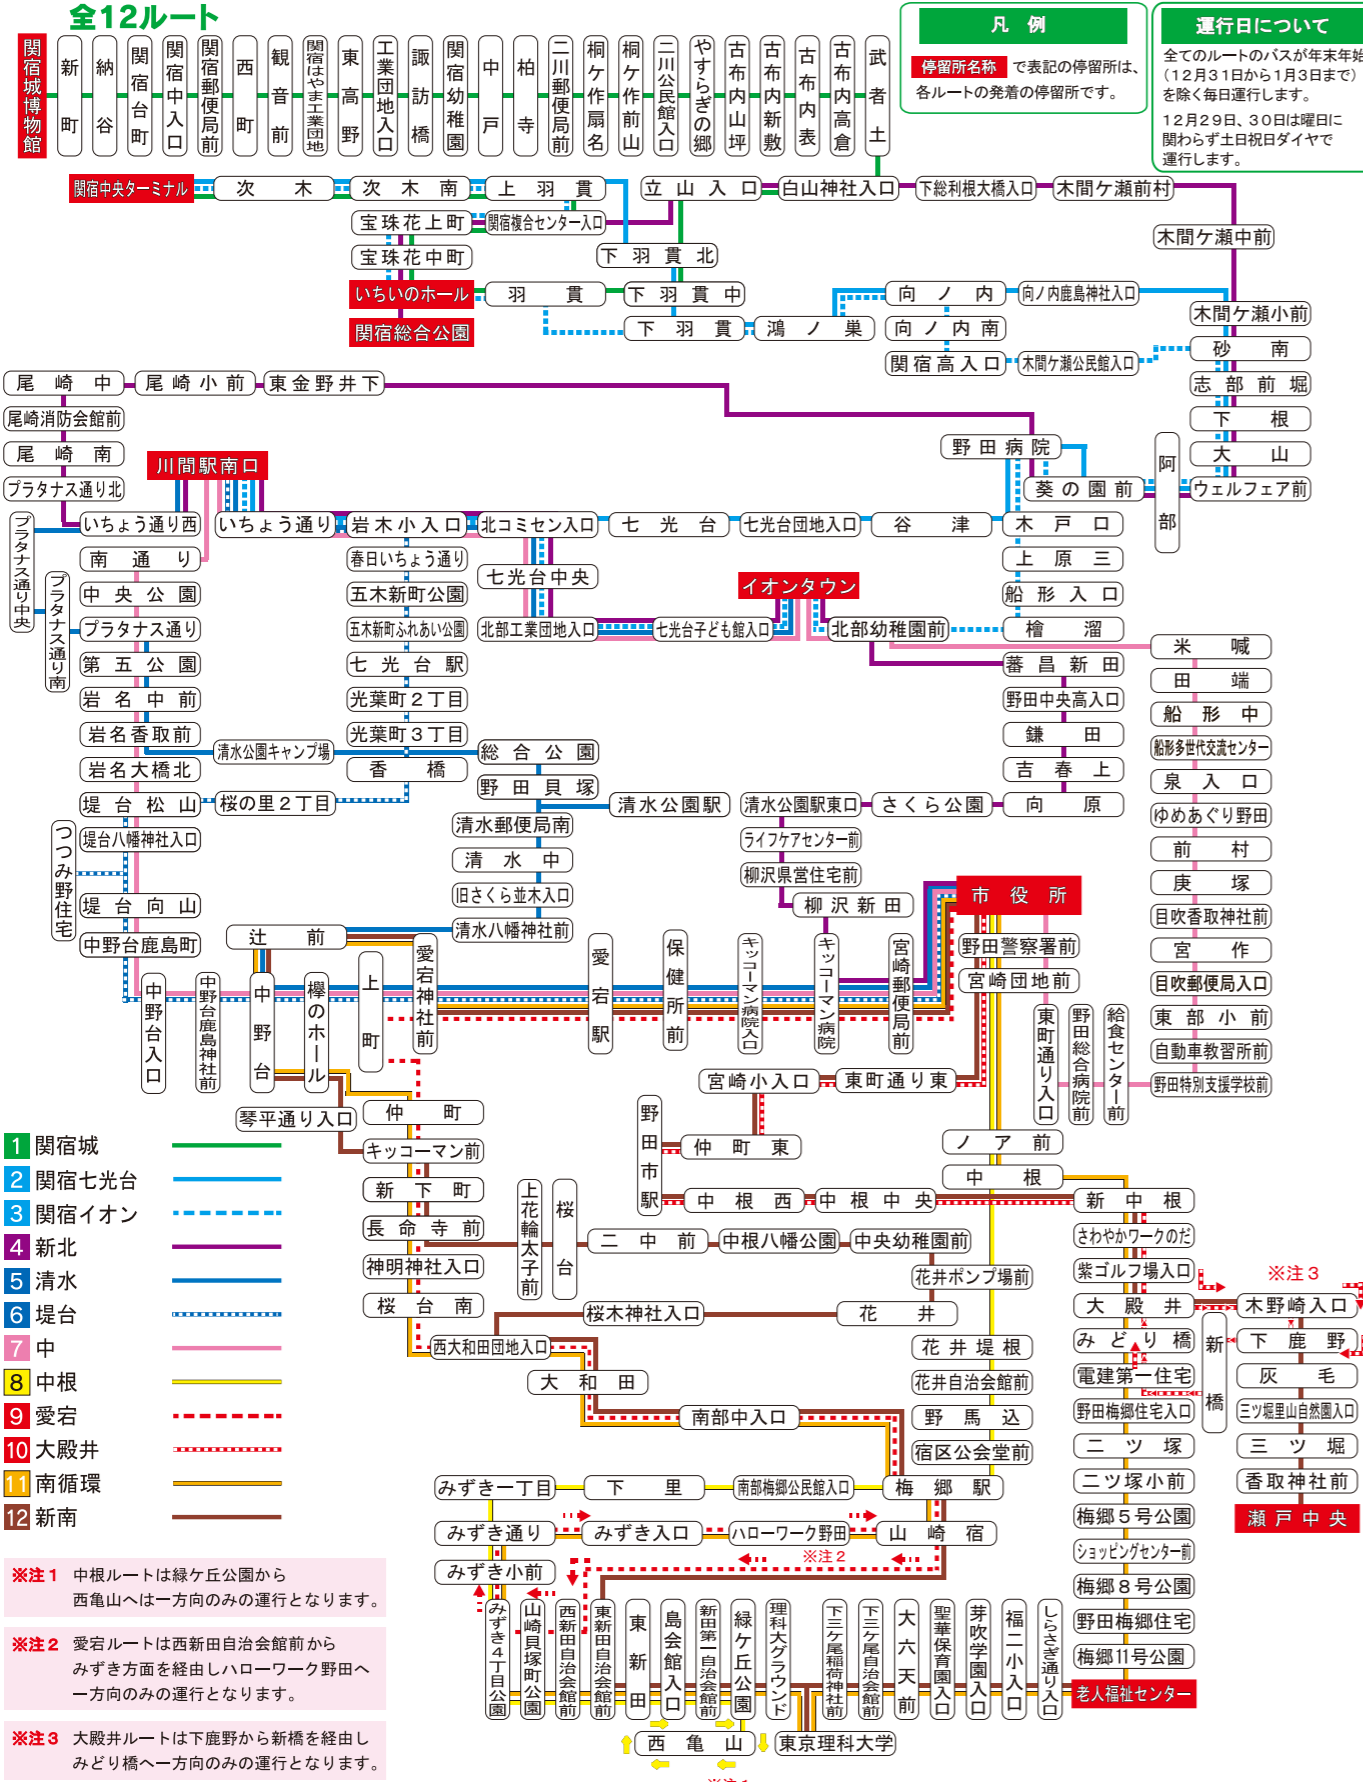 全12ルート
関宿城博物館
新町
納谷
関宿台町
関宿中入口
関宿郵便局前
西町
観音前
関宿はやま工業団地
東高野
工業団地入口
諏訪橋
関宿幼稚園
中戸
柏寺
二川郵便局前
桐ケ作扇名
桐ケ作前山
二川公民館入口
やすらぎの郷
古布内山坪
古布内新敷
古布内表
古布内高倉
武者土
凡例
停留所名称 で表記の停留所は、
各ルートの発着の停留所です。
運行日について
全てのルートのバスが年末年始
(12月31日から1月3日まで)
を除く毎日運行します。
12月29日、30日は曜日に
関わらず土日祝日ダイヤで
運行します。
関宿中央ターミナル
次木
次木南
上羽貫
立山入口
白山神社入口
下総利根大橋入口
木間ケ瀬前村
宝珠花上町
関宿複合センター入口
木間ケ瀬中前
宝珠花中町
下羽貫北
いちいのホール
羽貫
下羽貫中
向ノ内
向ノ内鹿島神社入口
木間ケ瀬小前
関宿総合公園
下羽貫
鴻ノ巣
向ノ内南
砂南
関宿高入口
木間ケ瀬公民館入口
志部前堀
下根
大山
ウェルフェア前
尾崎中
尾崎小前
東金野井下
尾崎消防会館前
尾崎南
プラタナス通り北
川間駅南口
野田病院
葵の園前
阿部
プラタナス通り中央
いちょう通り西
いちょう通り
岩木小入口
北コミセン入口
七光台
七光台団地入口
谷津
木戸口
南通り
春日いちょう通り
上原三
プラタナス通り南
中央公園
五木新町公園
七光台中央
イオンタウン
船形入口
プラタナス通り
五木新町ふれあい公園
北部工業団地入口
七光台子ども館入口
北部幼稚園前
檜溜
米喊
第五公園
七光台駅
蕃昌新田
田端
岩名中前
光葉町2丁目
野田中央高入口
船形中
岩名香取前
光葉町3丁目
清水公園キャンプ場
総合公園
鎌田
船形多世代交流センター
岩名大橋北
香橋
野田貝塚
吉春上
泉入口
堤台松山
桜の里2丁目
清水公園駅
清水公園駅東口
さくら公園
向原
ゆめあぐり野田
つつみ野住宅
堤台八幡神社入口
清水郵便局南
ライフケアセンター前
前村
清水中
柳沢県営住宅前
庚塚
旧さくら並木入口
柳沢新田
市役所
目吹香取神社前
堤台向山
清水八幡神社前
中野台鹿島町
辻前
野田警察署前
宮作
宮崎団地前
目吹郵便局入口
東部小前
自動車教習所前
野田特別支援学校前
中野台入口
中野台鹿島神社前
中野台
欅のホール
上町
愛宕神社前
愛宕駅
保健所前
キッコーマン病院入口
キッコーマン病院
宮崎郵便局前
東町通り入口
野田総合病院前
給食センター前
宮崎小入口
東町通り東
琴平通り入口
仲町
野田市駅
仲町東
ノア前
キッコーマン前
中根
新下町
中根西
中根中央
新中根
長命寺前
上花輪太子前
桜台
二中前
中根八幡公園
中央幼稚園前
さわやかワークのだ
神明神社入口
花井ポンプ場前
紫ゴルフ場入口
※注3
桜台南
桜木神社入口
花井
大殿井
木野崎入口
西大和田団地入口
花井堤根
みどり橋
新橋
下鹿野
大和田
花井自治会館前
電建第一住宅
灰毛
南部中入口
野馬込
野田梅郷住宅入口
三ツ堀里山自然園入口
宿区公会堂前
二ツ塚
三ツ堀
みずき一丁目
下里
南部梅郷公民館入口
梅郷駅
二ツ塚小前
香取神社前
みずき通り
みずき入口
ハローワーク野田
山崎宿
梅郷5号公園
瀬戸中央
※注2
ショッピングセンター前
みずき小前
梅郷8号公園
野田梅郷住宅
梅郷11号公園
老人福祉センター
みずき4丁目公園
山崎貝塚町公園
西新田自治会館前
東新田自治会館前
東新田
島会館入口
新田第一自治会館前
緑ケ丘公園
理科大グラウンド
下三ケ尾稲荷神社前
下三ケ尾自治会館前
大六天前
聖華保育園入口
芽吹学園入口
福二小入口
しらさぎ通り入口
西亀山
東京理科大学
1 関宿城
2 関宿七光台
3 関宿イオン
4 新北
5 清水
6 堤台
7 中
8 中根
9 愛宕
10 大殿井
11 南循環
12 新南
※注1 中根ルートは緑ケ丘公園から
西亀山へは一方向のみの運行となります。
※注2 愛宕ルートは西新田自治会館前から
みずき方面を経由しハローワーク野田へ
一方向のみの運行となります。
※注3 大殿井ルートは下鹿野から新橋を経由し
みどり橋へ一方向のみの運行となります。